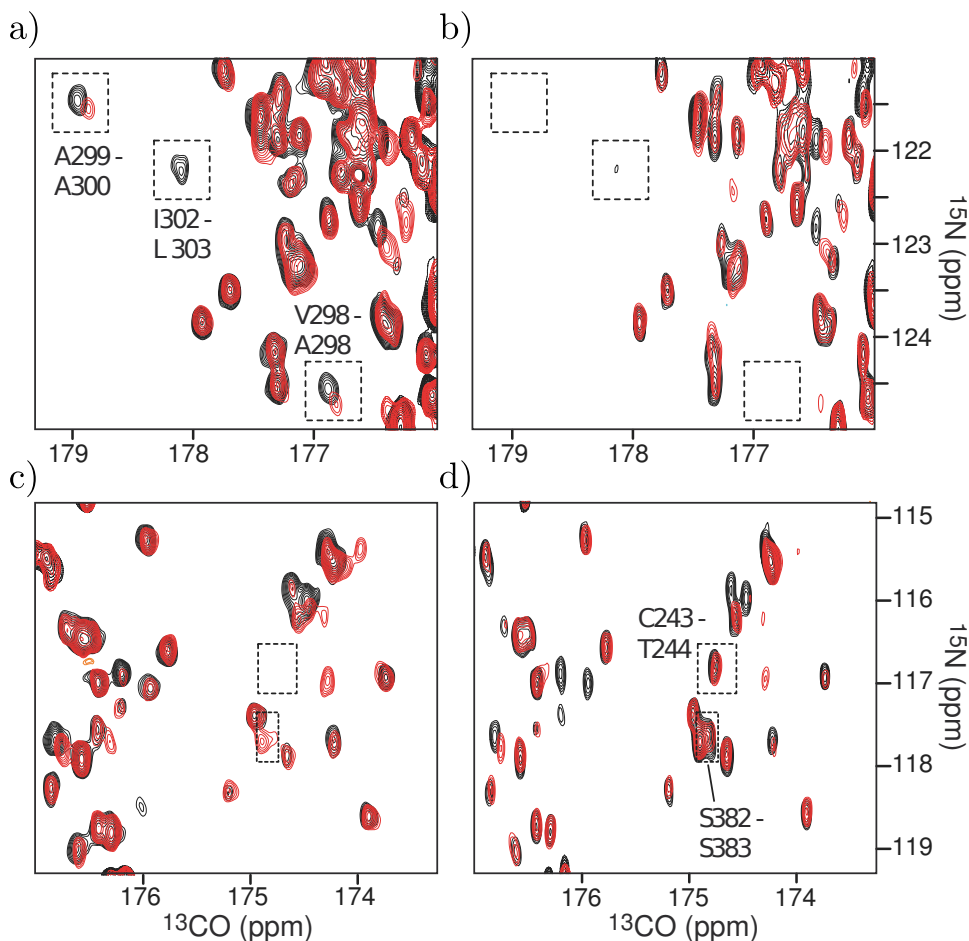 a)
b)
A299 -
A300
I302 -
L303
V298 -
A298
122
123
124
15N (ppm)
179
178
177
179
178
177
c)
d)
C243 -
T244
S382 -
S383
115
116
117
118
119
15N (ppm)
176
175
174
176
175
174
13CO (ppm)
13CO (ppm)